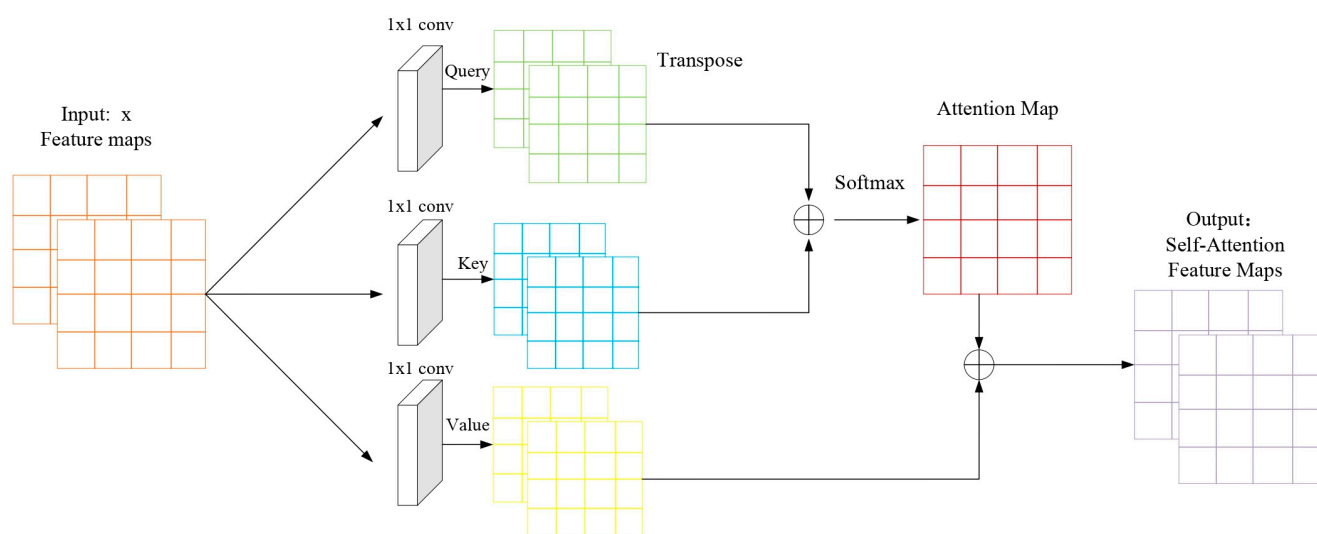 Input: x
Feature maps
1x1 conv
Query
Transpose
1x1 conv
Key
1x1 conv
Value
Softmax
Attention Map
Output：
Self-Attention
Feature Maps